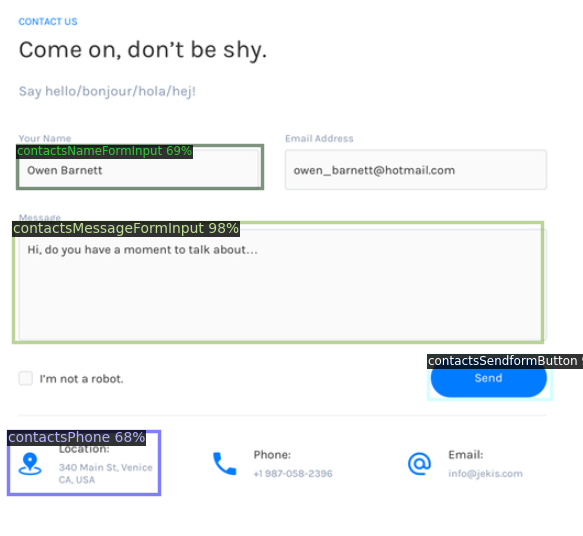 CONTACT US
Come on, don't be shy.
Say hello/bonjour/hola/hej!
Your Name
Email Address
contactsNameFormInput 69%
Owen Barnett
owen_barnett@hotmail.com
Message
contactsMessageFormInput 98%
Hi, do you have a moment to talk about...
contactsSendformButton
I'm not a robot.
Send
contactsPhone 68%
Location:
340 Main St, Venice
CA, USA
Phone:
+1 987-058-2396
Email:
info@jekis.com